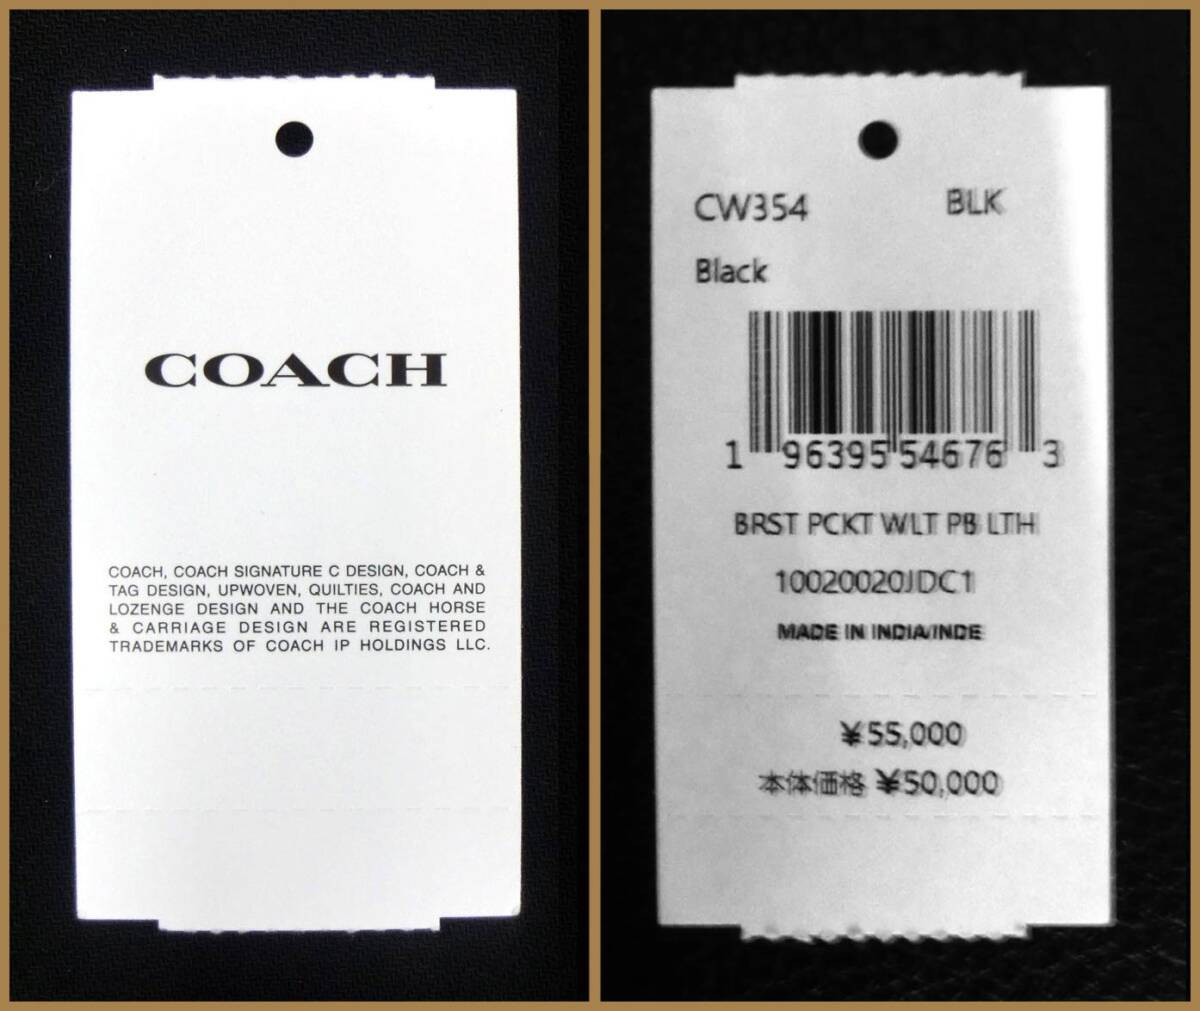 COACH
COACH, COACH SIGNATURE C DESIGN, COACH &
TAG DESIGN, UPWOVEN, QUILTIES, COACH AND
LOZENGE DESIGN AND THE COACH HORSE
& CARRIAGE DESIGN ARE REGISTERED
TRADEMARKS OF COACH IP HOLDINGS LLC.
CW354 BLK
Black
1 96395 54676 3
BRST PCKT WLT PB LTH
10020020JDC1
MADE IN INDIA/INDE
¥55,000
本体価格 ¥50,000